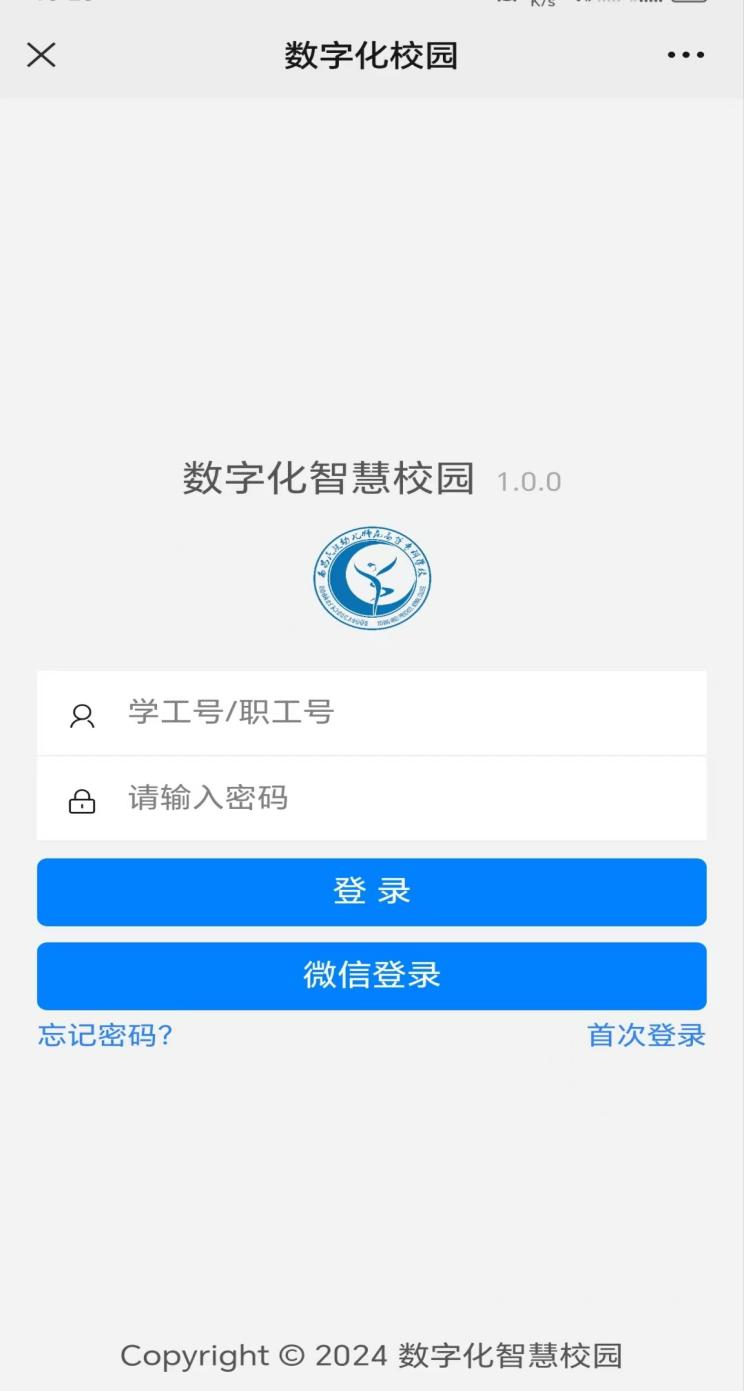 K/s
数字化校园
数字化智慧校园 1.0.0
学工号/职工号
请输入密码
登 录
微信登录
忘记密码?
首次登录
Copyright © 2024 数字化智慧校园